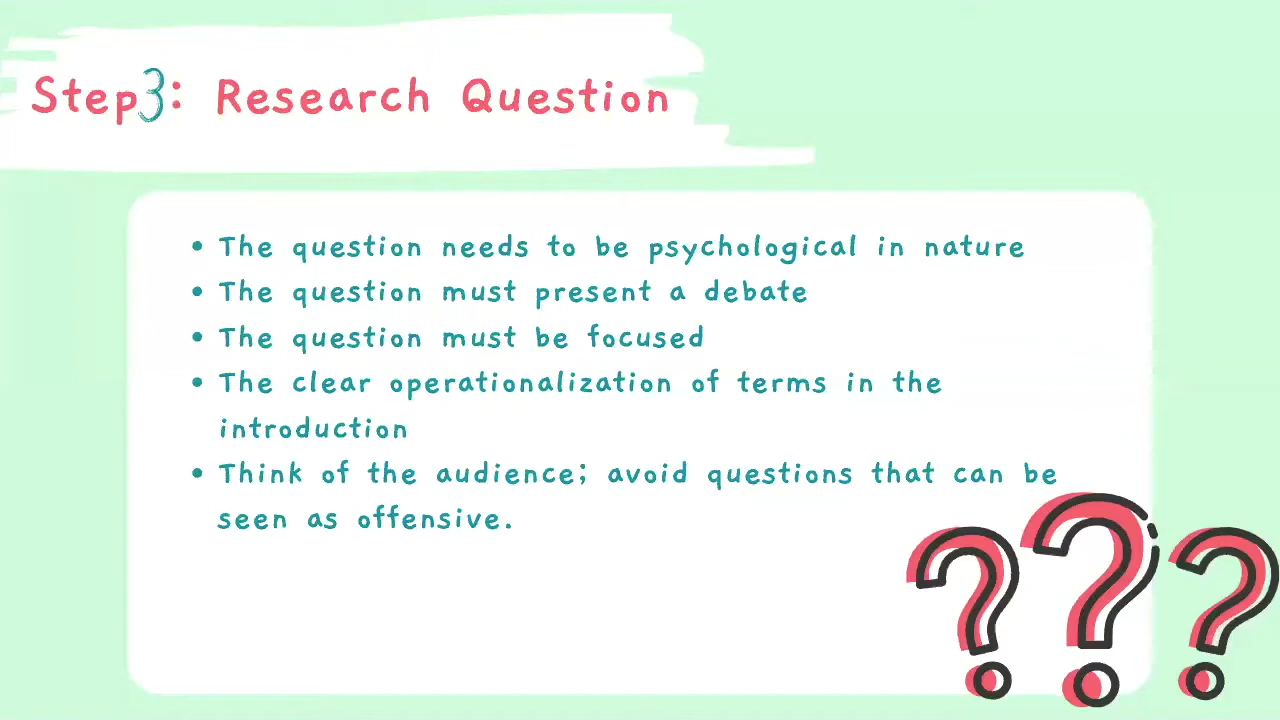 Step3: Research Question
• The question needs to be psychological in nature
• The question must present a debate
• The question must be focused
• The clear operationalization of terms in the
introduction
• Think of the audience; avoid questions that can be
seen as offensive.
???